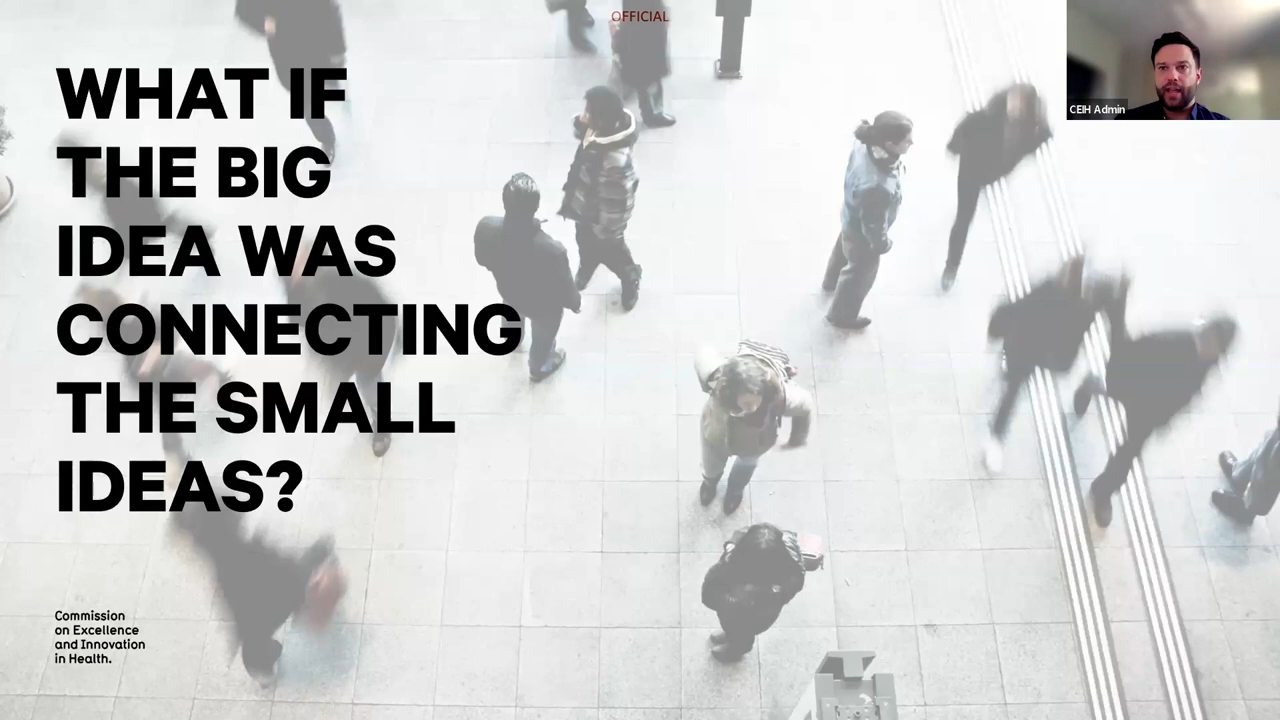 OFFICIAL
WHAT IF
THE BIG
IDEA WAS
CONNECTING
THE SMALL
IDEAS?
CEIH Admin
Commission
on Excellence
and Innovation
in Health.